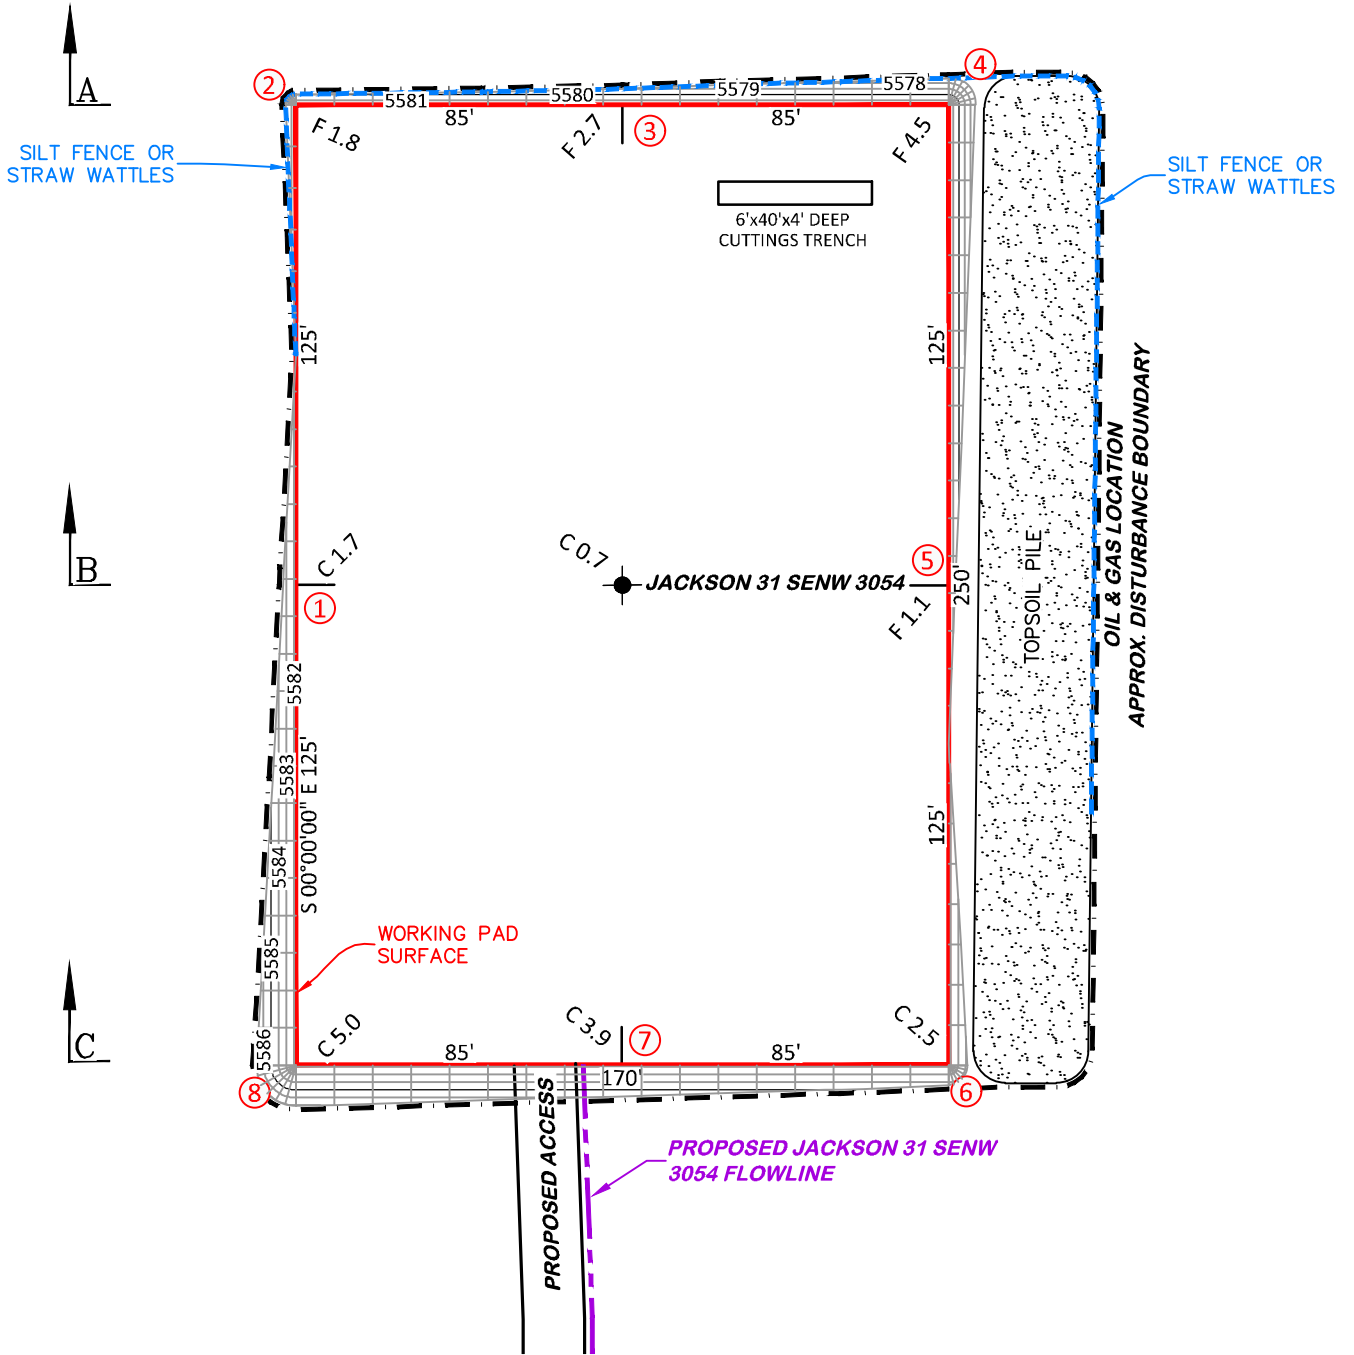 A
2
4
5581
5580
5579
5578
85'
85'
F 1.8
F 2.7
3
F 4.5
SILT FENCE OR
STRAW WATTLES
SILT FENCE OR
STRAW WATTLES
6'x40'x4' DEEP
CUTTINGS TRENCH
125'
125'
OIL & GAS LOCATION
APPROX. DISTURBANCE BOUNDARY
B
C 1.7
1
C 0.7
JACKSON 31 SENW 3054
5
F 1.1
250'
TOPSOIL PILE
5582
5583
5584
5585
5586
S 00°00'00" E 125'
125'
WORKING PAD
SURFACE
C
C 5.0
85'
C 3.9
7
85'
C 2.5
8
170'
6
PROPOSED ACCESS
PROPOSED JACKSON 31 SENW
3054 FLOWLINE